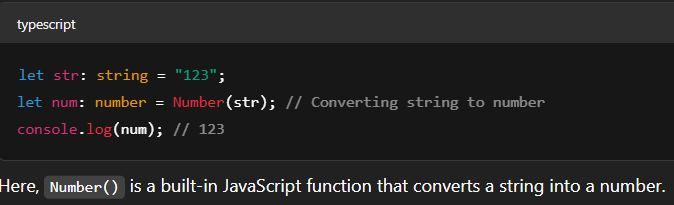 typescript
let str: string = "123";
let num: number = Number(str); // Converting string to number
console.log(num); // 123
Here, Number() is a built-in JavaScript function that converts a string into a number.